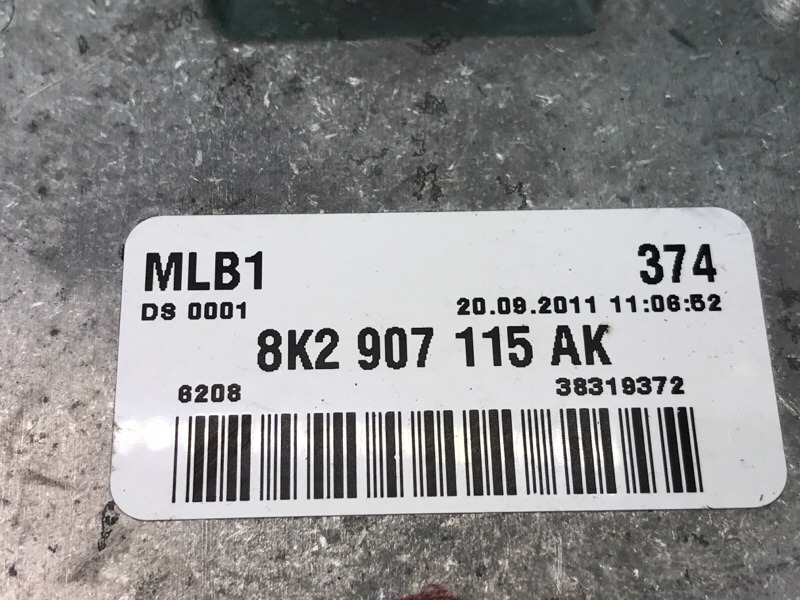 MLB1 374
DS 0001 20.09.2011 11:06:52
8K2 907 115 AK
6208 38319372